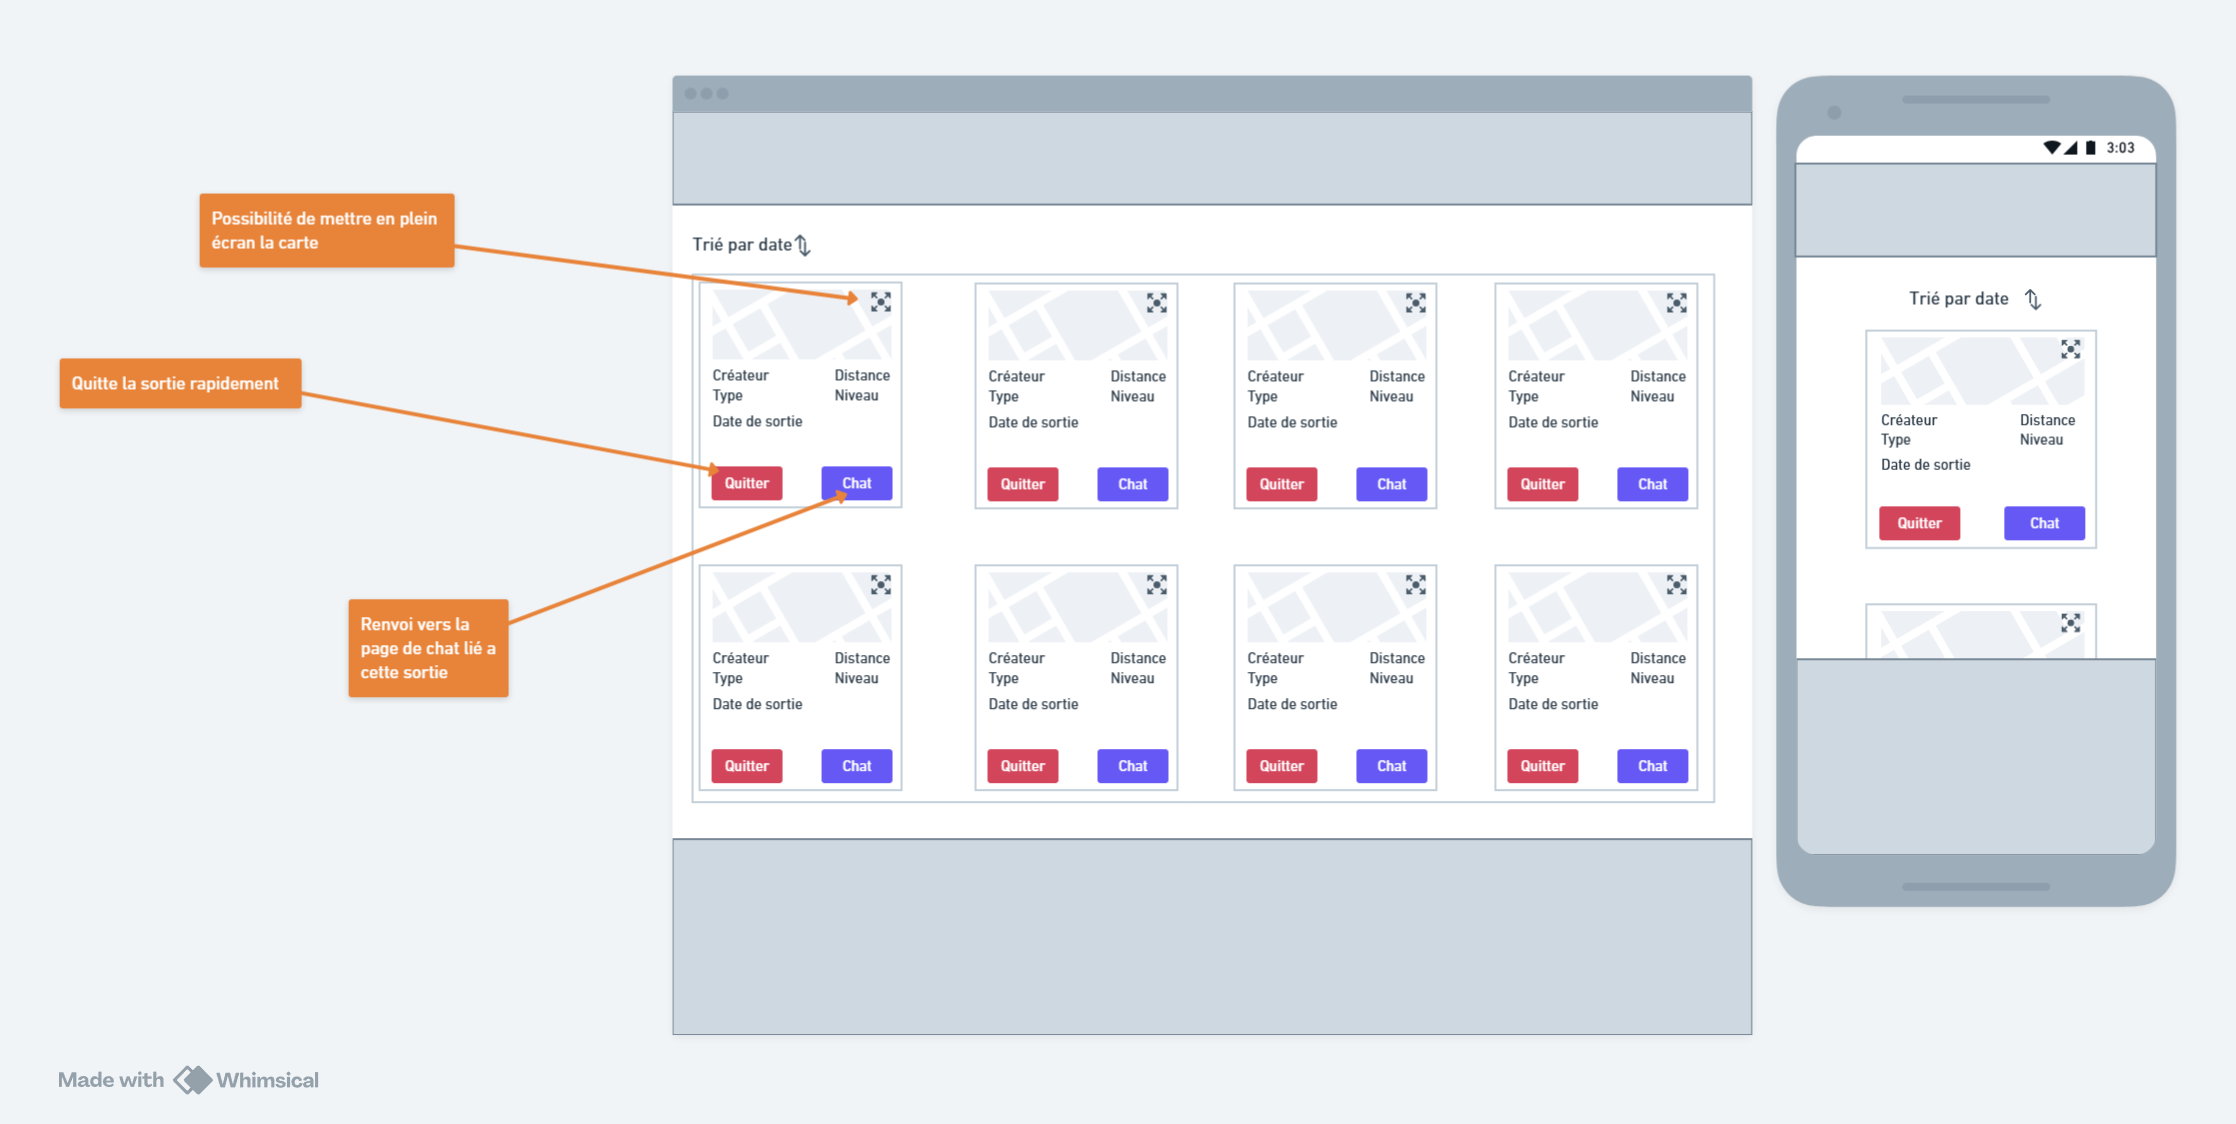 Possibilité de mettre en plein
écran la carte
Quitte la sortie rapidement
Renvoi vers la
page de chat lié a
cette sortie
Trié par date
Créateur Distance
Type Niveau
Date de sortie
Quitter Chat
Créateur Distance
Type Niveau
Date de sortie
Quitter Chat
Créateur Distance
Type Niveau
Date de sortie
Quitter Chat
Créateur Distance
Type Niveau
Date de sortie
Quitter Chat
Créateur Distance
Type Niveau
Date de sortie
Quitter Chat
Créateur Distance
Type Niveau
Date de sortie
Quitter Chat
Créateur Distance
Type Niveau
Date de sortie
Quitter Chat
Créateur Distance
Type Niveau
Date de sortie
Quitter Chat
3:03
Trié par date
Créateur Distance
Type Niveau
Date de sortie
Quitter Chat
Made with Whimsical